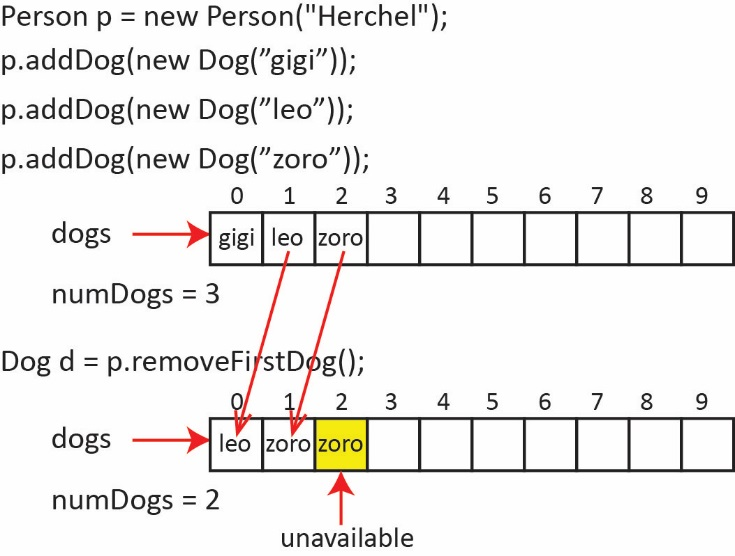 Person p = new Person("Herchel");
p.addDog(new Dog(”gigi”));
p.addDog(new Dog(”leo”));
p.addDog(new Dog(”zoro”));
0 1 2 3 4 5 6 7 8 9
dogs gigi leo zoro
numDogs = 3
Dog d = p.removeFirstDog();
0 1 2 3 4 5 6 7 8 9
dogs leo zoro zoro
numDogs = 2
unavailable